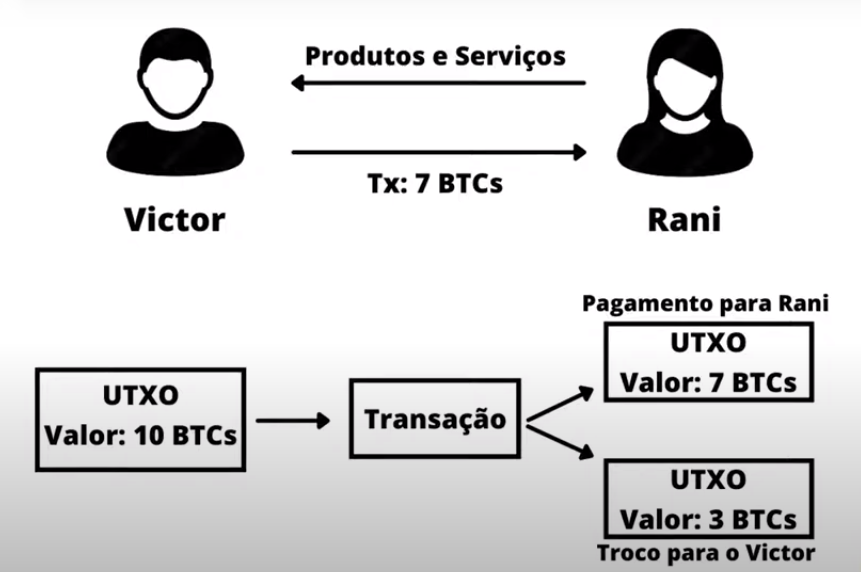 Produtos e Serviços
Tx: 7 BTCs
Victor
Rani
UTXO
Valor: 10 BTCs
Transação
Pagamento para Rani
UTXO
Valor: 7 BTCs
UTXO
Valor: 3 BTCs
Troco para o Victor